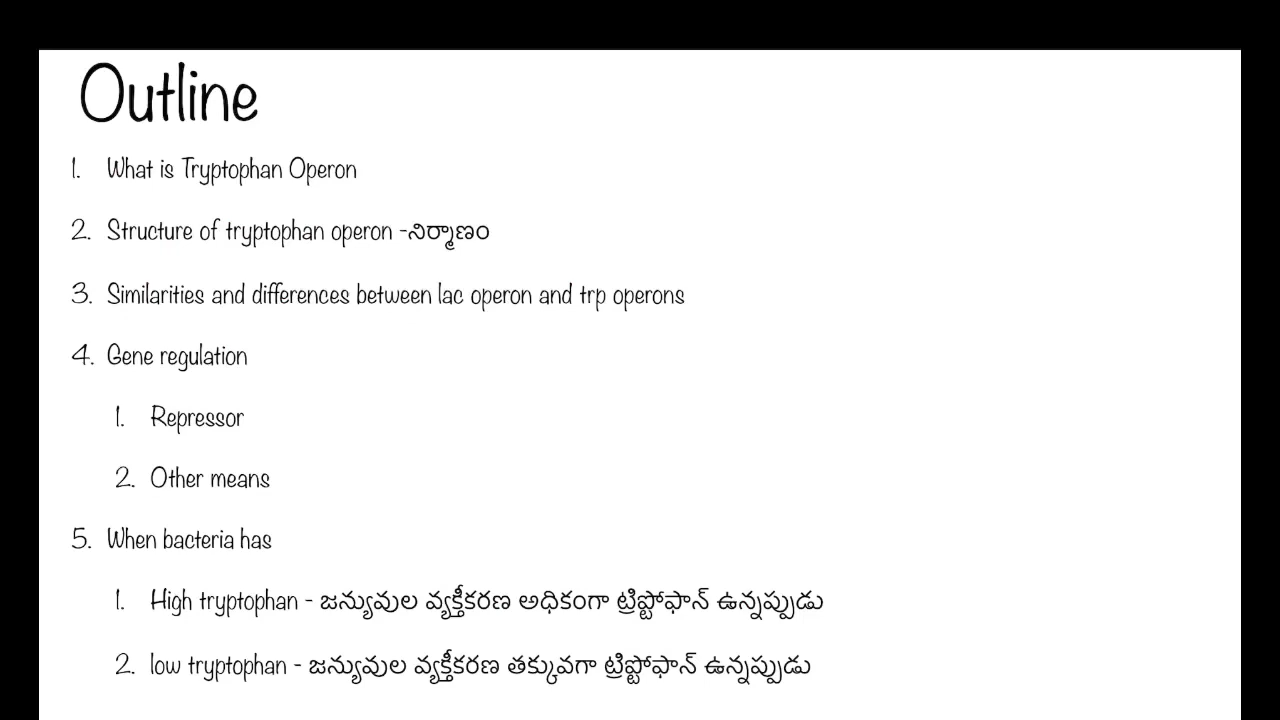 Outline
1. What is Tryptophan Operon
2. Structure of tryptophan operon -నిర్మాణం
3. Similarities and differences between lac operon and trp operons
4. Gene regulation
1. Repressor
2. Other means
5. When bacteria has
1. High tryptophan - జన్యువుల వ్యక్తీకరణ అధికంగా ట్రిప్టోఫాన్ ఉన్నప్పుడు
2. low tryptophan - జన్యువుల వ్యక్తీకరణ తక్కువగా ట్రిప్టోఫాన్ ఉన్నప్పుడు